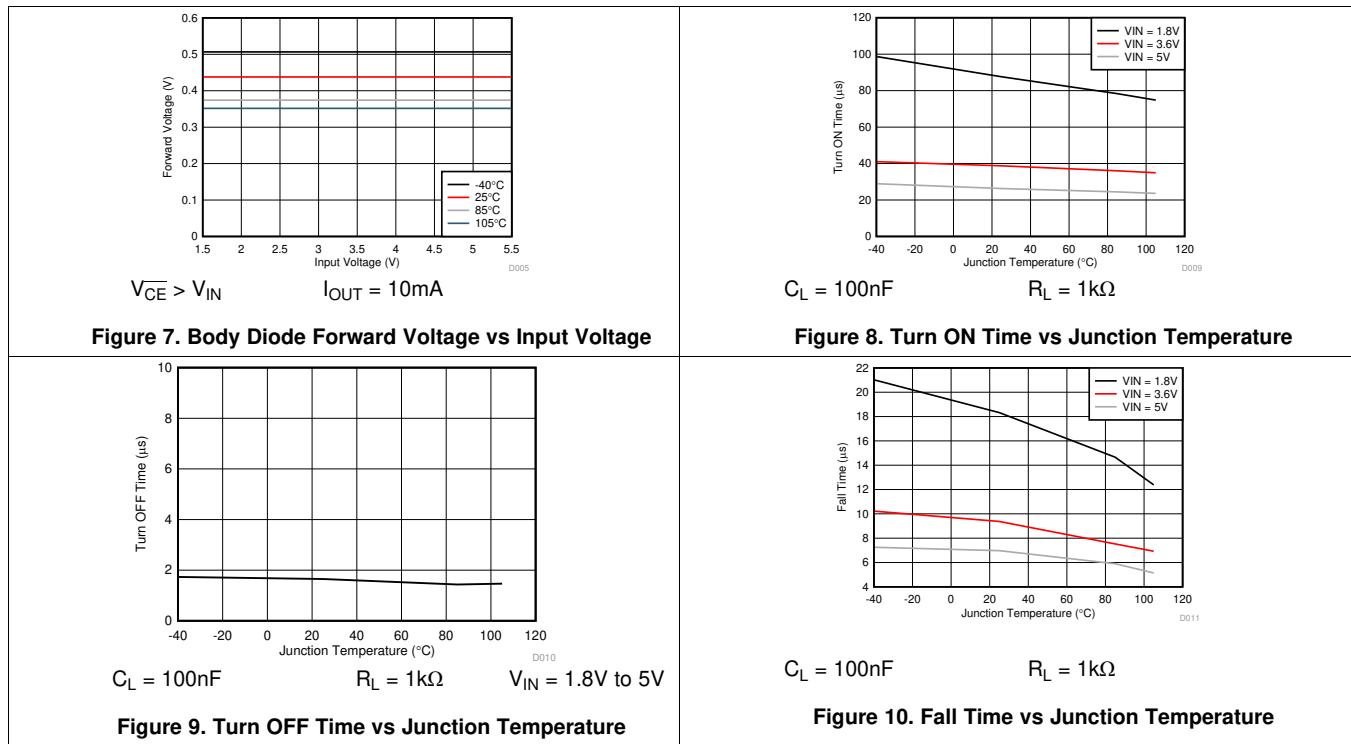 0.6
0.5
0.4
0.3
0.2
0.1
0
Forward Voltage (V)
-40°C
25°C
85°C
105°C
1.5 2 2.5 3 3.5 4 4.5 5 5.5
Input Voltage (V)
D005
V_CE > V_IN I_OUT = 10mA
Figure 7. Body Diode Forward Voltage vs Input Voltage
120
100
80
60
40
20
0
Turn ON Time (µs)
VIN = 1.8V
VIN = 3.6V
VIN = 5V
-40 -20 0 20 40 60 80 100 120
Junction Temperature (°C)
D009
C_L = 100nF R_L = 1kΩ
Figure 8. Turn ON Time vs Junction Temperature
10
8
6
4
2
0
Turn OFF Time (µs)
-40 -20 0 20 40 60 80 100 120
Junction Temperature (°C)
D010
C_L = 100nF R_L = 1kΩ V_IN = 1.8V to 5V
Figure 9. Turn OFF Time vs Junction Temperature
22
20
18
16
14
12
10
8
6
4
Fall Time (µs)
VIN = 1.8V
VIN = 3.6V
VIN = 5V
-40 -20 0 20 40 60 80 100 120
Junction Temperature (°C)
D011
C_L = 100nF R_L = 1kΩ
Figure 10. Fall Time vs Junction Temperature